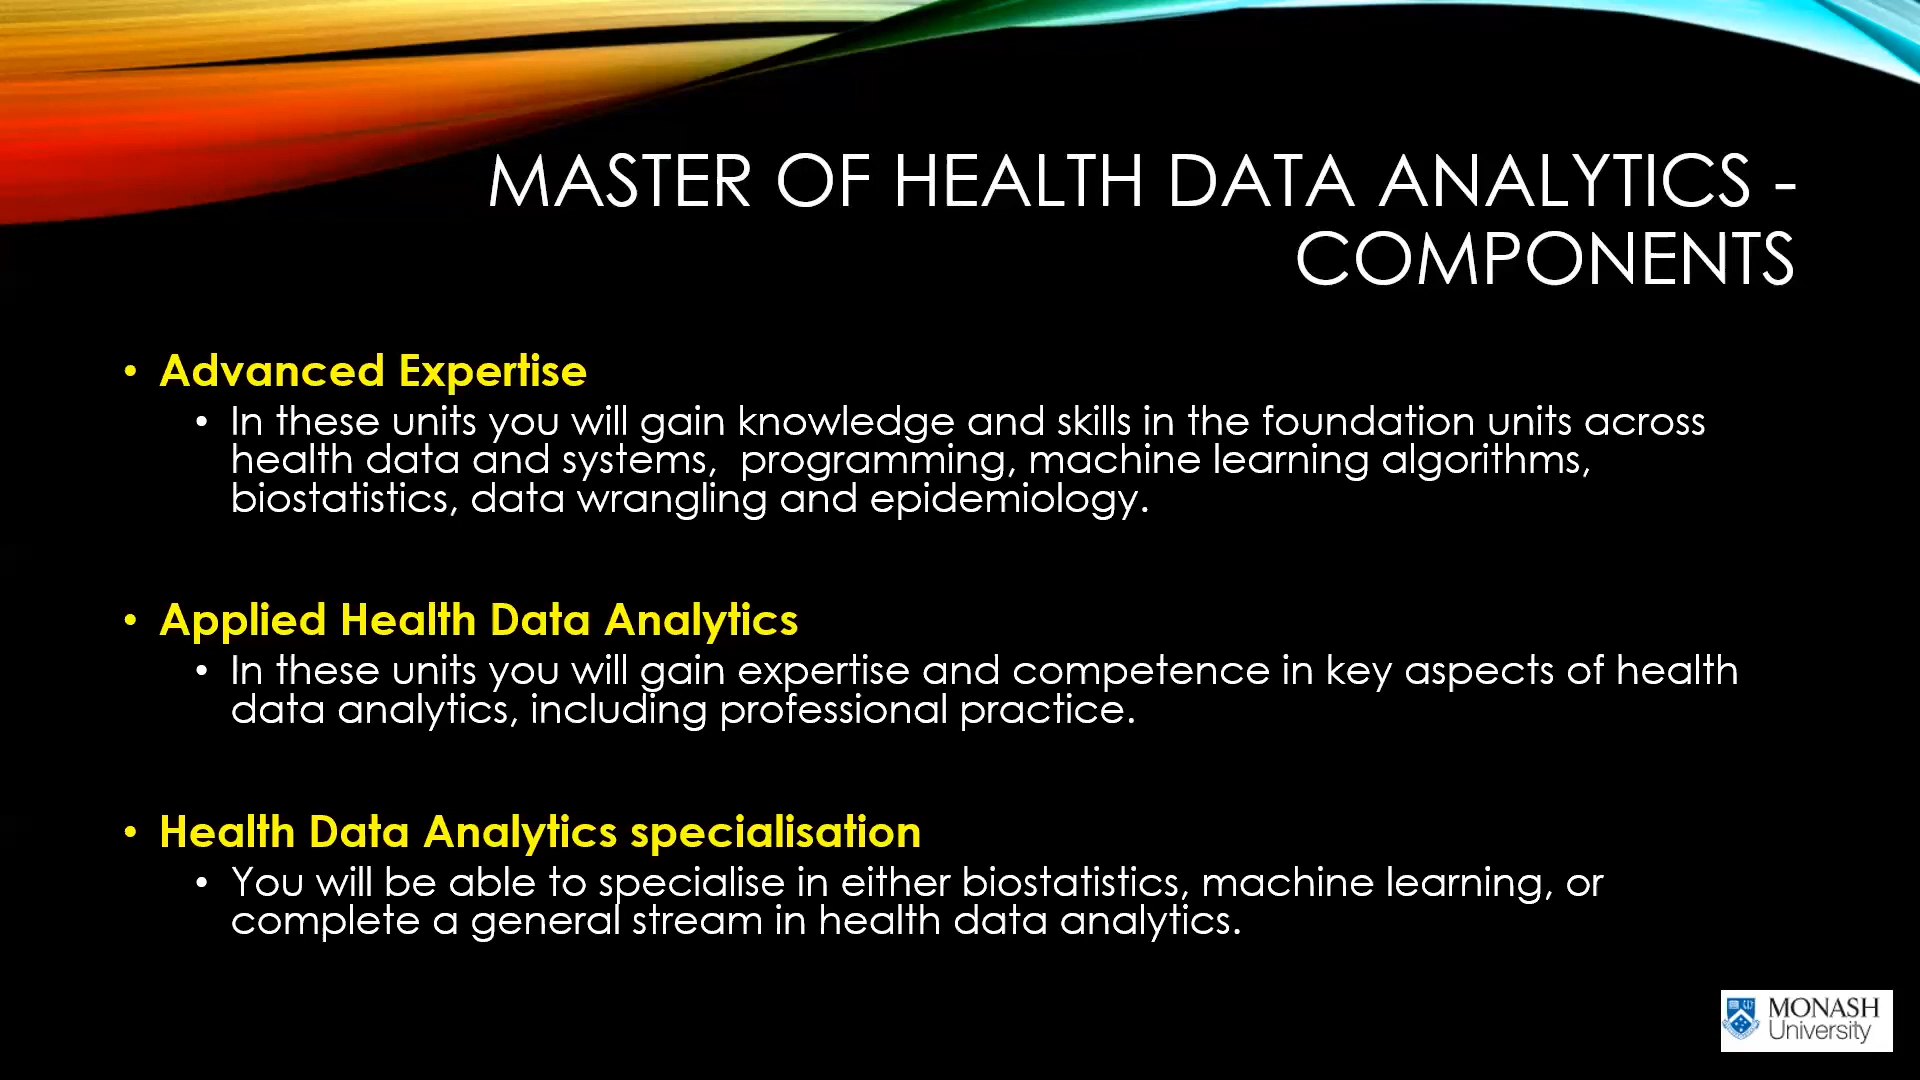 MASTER OF HEALTH DATA ANALYTICS -
COMPONENTS
• Advanced Expertise
• In these units you will gain knowledge and skills in the foundation units across
health data and systems,  programming, machine learning algorithms,
biostatistics, data wrangling and epidemiology.
• Applied Health Data Analytics
• In these units you will gain expertise and competence in key aspects of health
data analytics, including professional practice.
• Health Data Analytics specialisation
• You will be able to specialise in either biostatistics, machine learning, or
complete a general stream in health data analytics.
MONASH
University